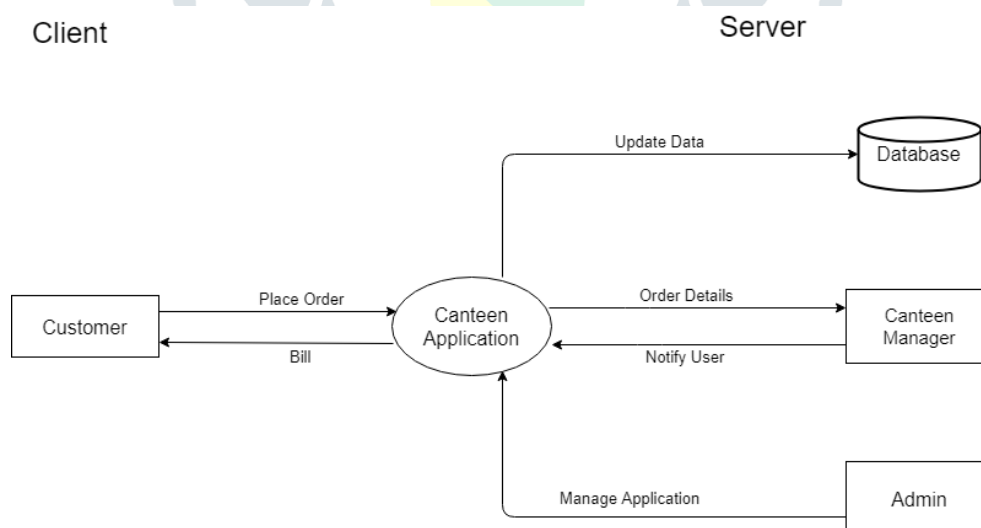 Client
Server
Update Data
Database
Place Order
Order Details
Customer
Canteen
Application
Canteen
Manager
Bill
Notify User
Manage Application
Admin